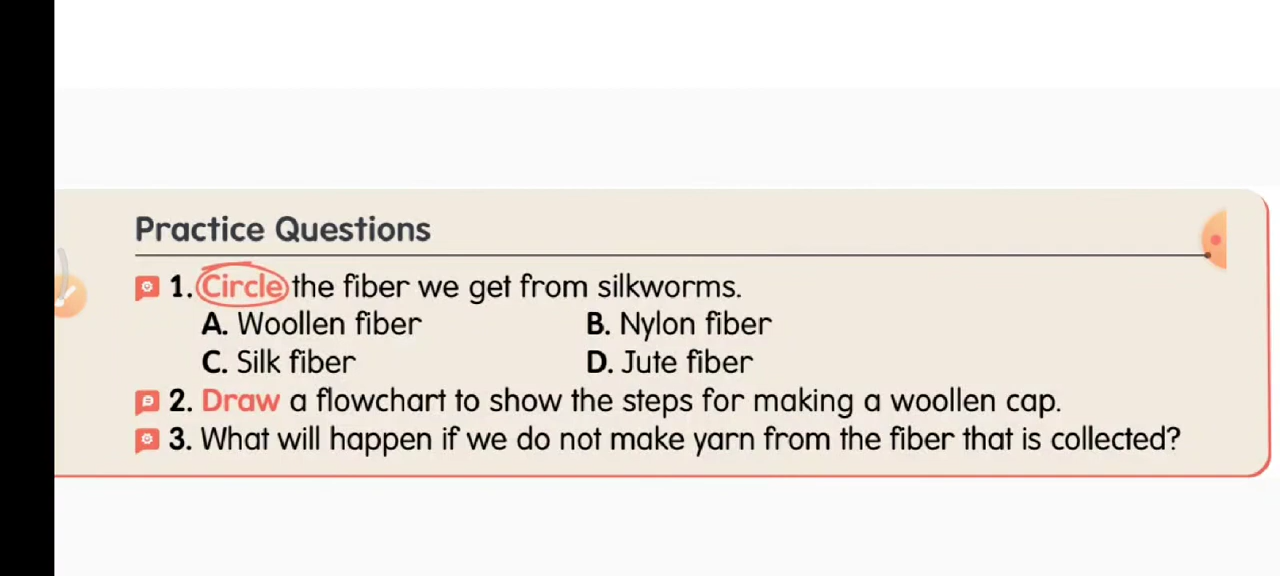 Practice Questions
1. Circle the fiber we get from silkworms.
A. Woollen fiber B. Nylon fiber
C. Silk fiber D. Jute fiber
2. Draw a flowchart to show the steps for making a woollen cap.
3. What will happen if we do not make yarn from the fiber that is collected?